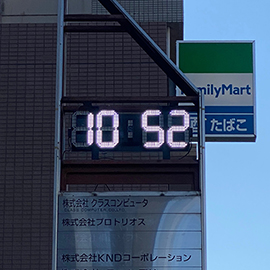 10 52
FamilyMart
たばこ
株式会社 クラスコンピュータ
株式会社プロトリオス
株式会社KNDコーポレーション